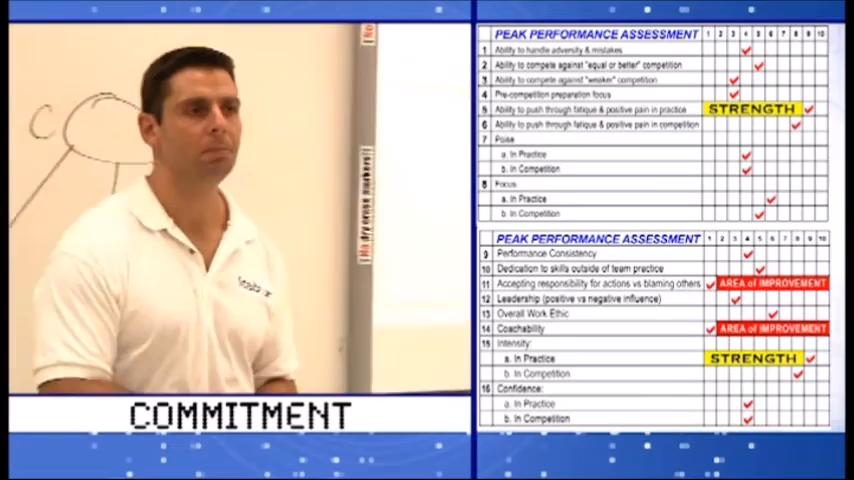 C
No
No dry erase markers
COMMITMENT
PEAK PERFORMANCE ASSESSMENT 1 2 3 4 5 6 7 8 9 10
1 Ability to handle adversity & mistakes
2 Ability to compete against "equal or better" competition
3 Ability to compete against "weaker" competition
4 Pre-competition preparation focus
5 Ability to push through fatigue & positive pain in practice STRENGTH
6 Ability to push through fatigue & positive pain in competition
7 Poise
a. In Practice
b. In Competition
8 Focus
a. In Practice
b. In Competition
PEAK PERFORMANCE ASSESSMENT 1 2 3 4 5 6 7 8 9 10
9 Performance Consistency
10 Dedication to skills outside of team practice
11 Accepting responsibility for actions vs blaming others AREA of IMPROVEMENT
12 Leadership (positive vs negative influence)
13 Overall Work Ethic
14 Coachability AREA of IMPROVEMENT
15 Intensity:
a. In Practice STRENGTH
b. In Competition
16 Confidence:
a. In Practice
b. In Competition